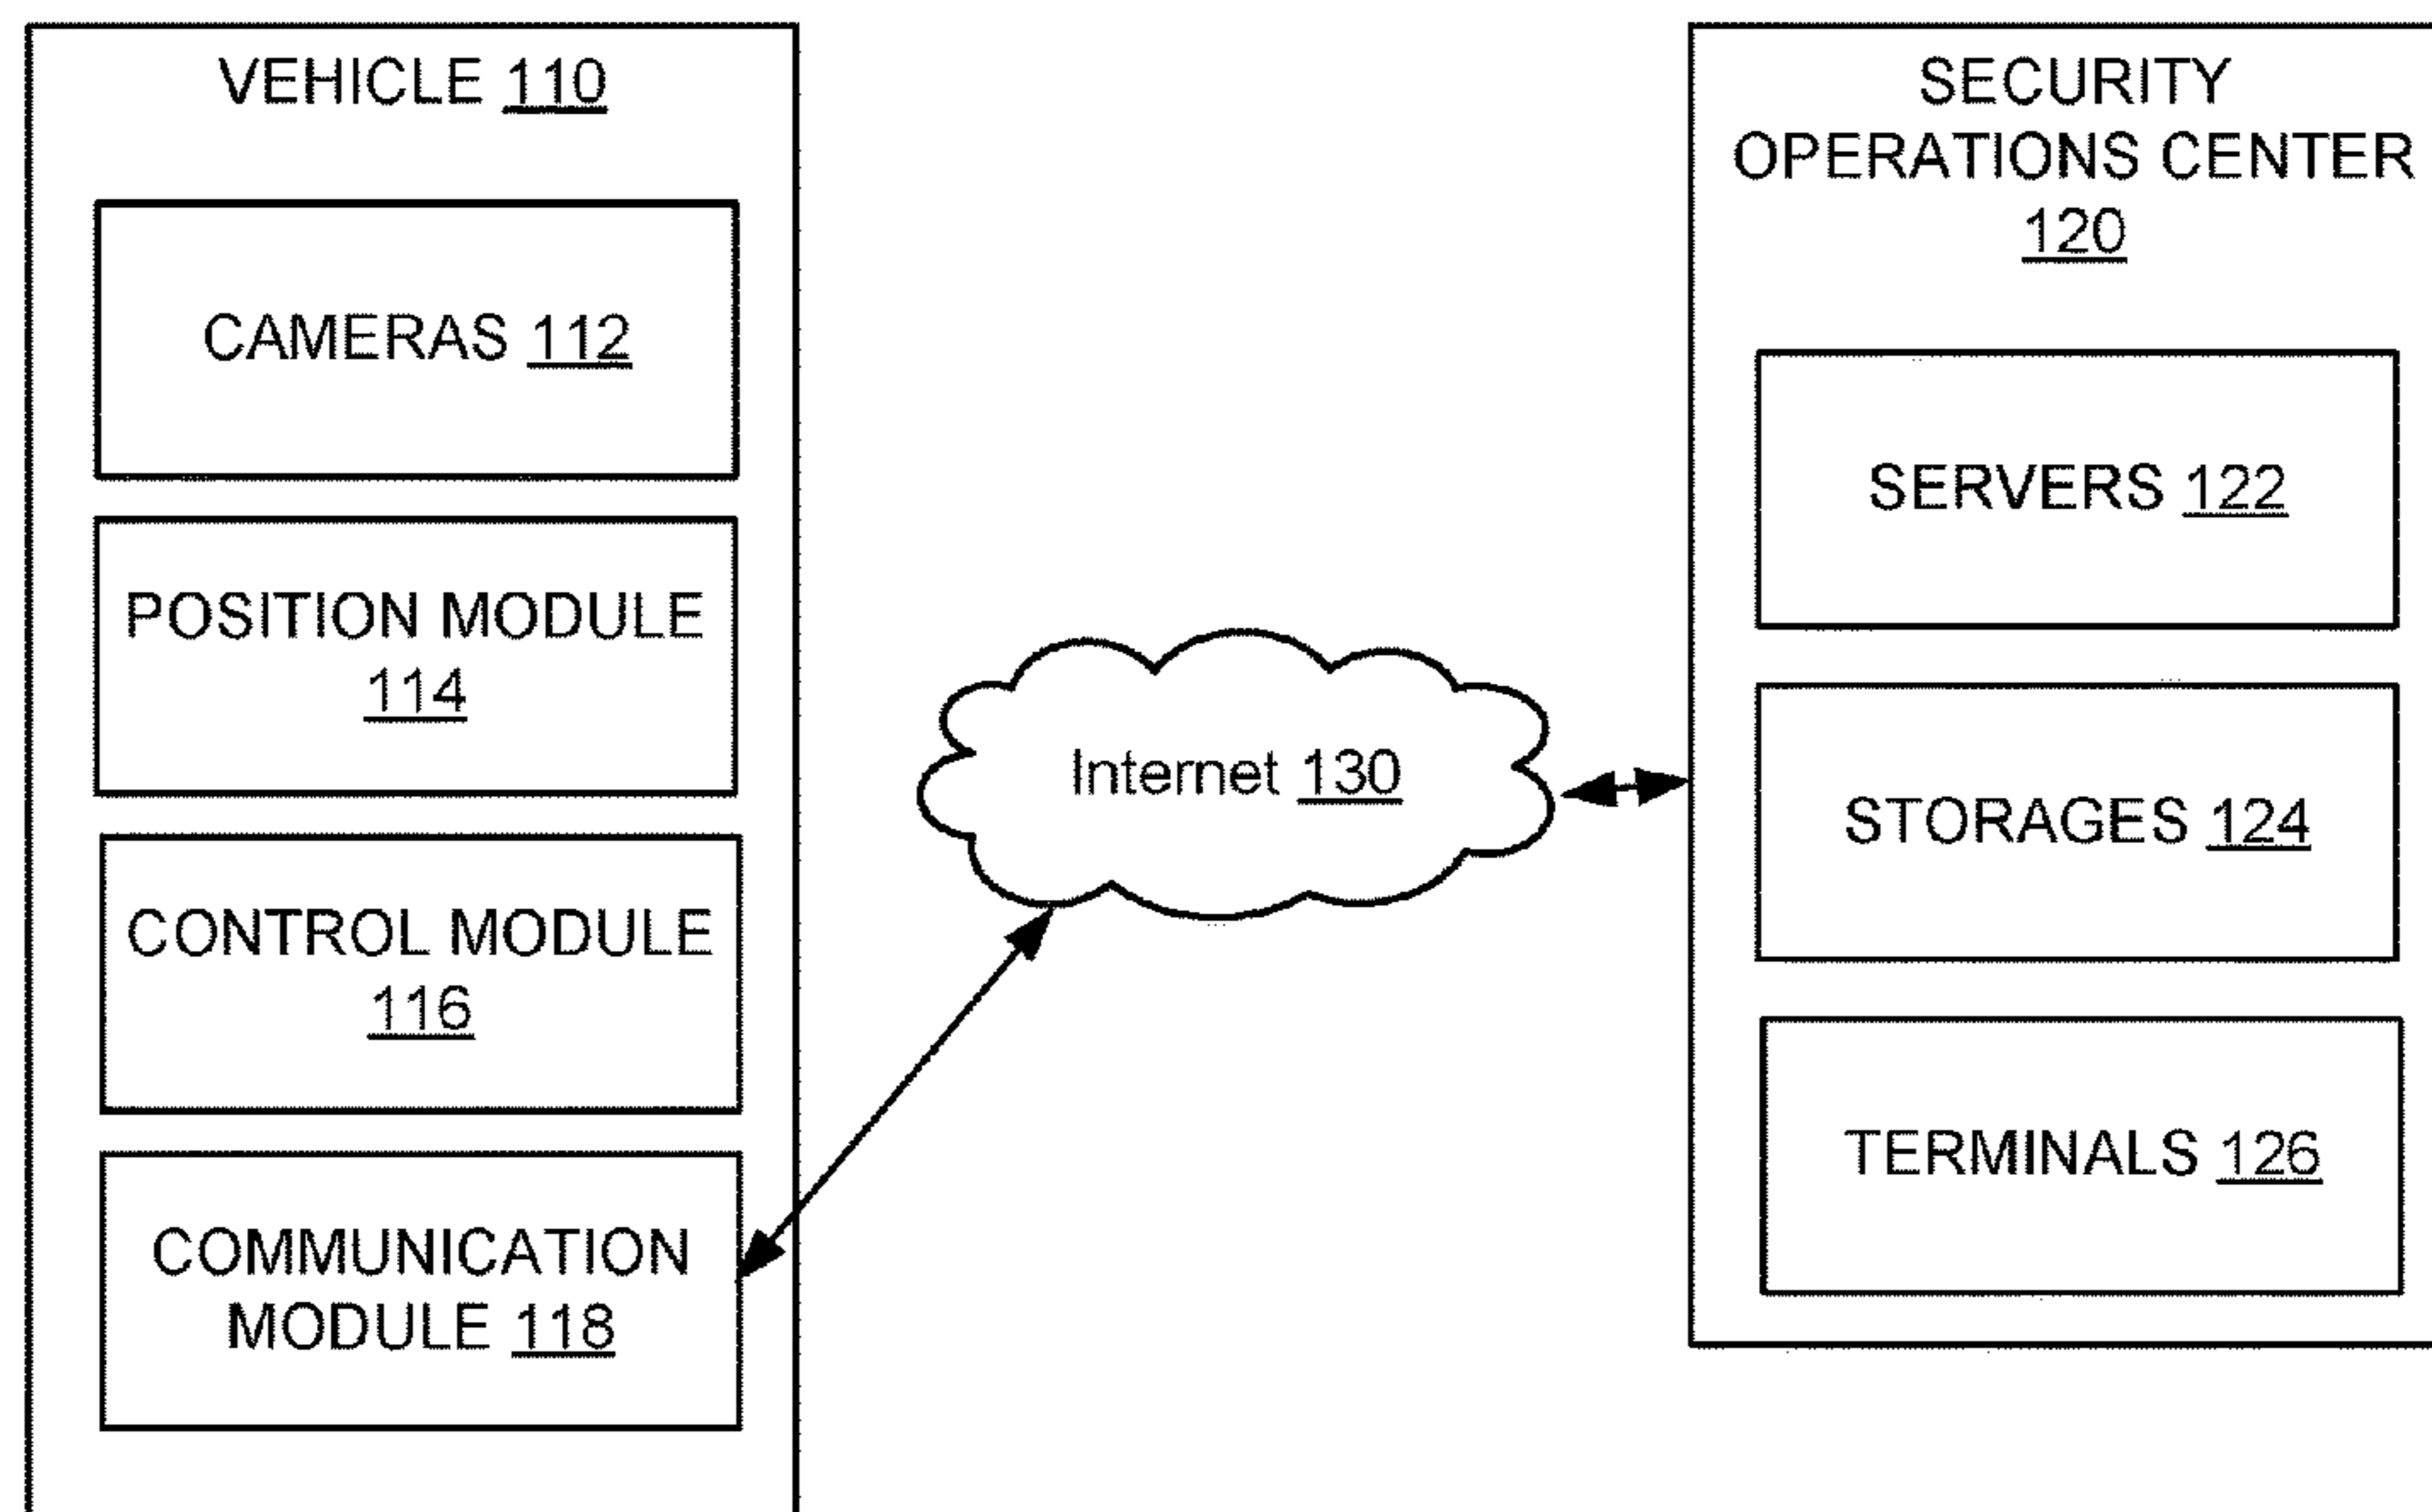 VEHICLE 110
CAMERAS 112
POSITION MODULE
114
CONTROL MODULE
116
COMMUNICATION
MODULE 118
Internet 130
SECURITY
OPERATIONS CENTER
120
SERVERS 122
STORAGES 124
TERMINALS 126